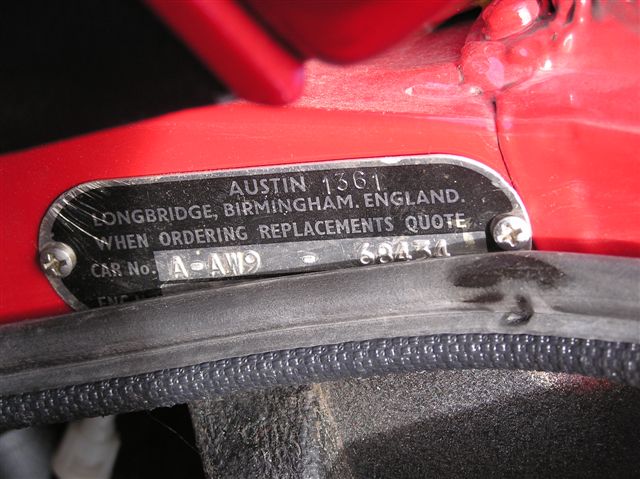 AUSTIN 1361
LONGBRIDGE, BIRMINGHAM. ENGLAND.
WHEN ORDERING REPLACEMENTS QUOTE
CAR No. A-AW9 - 68434